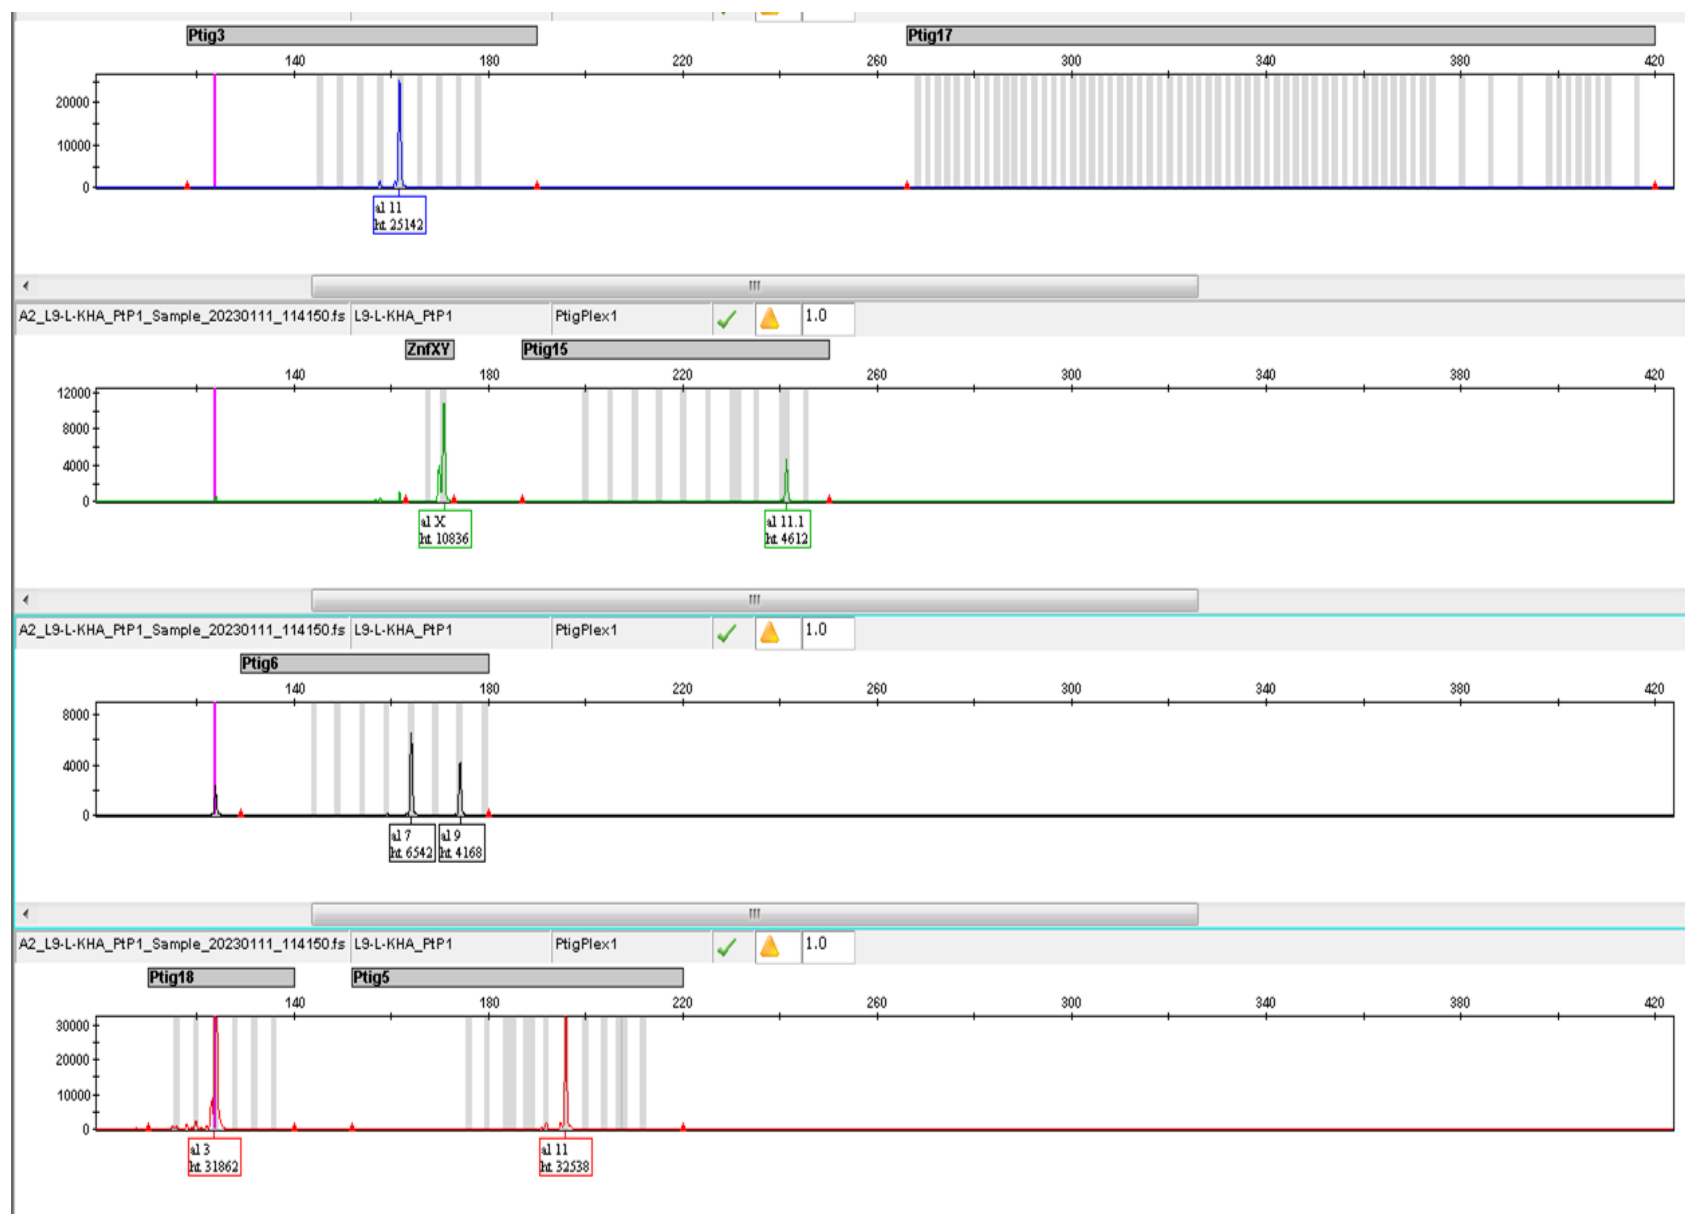 Ptig3 Ptig17
140 180 220 260 300 340 380 420
20000
10000
0
al 11
ht 25142
A2_L9-L-KHA_PtP1_Sample_20230111_114150.fs L9-L-KHA_PtP1 PtigPlex1 1.0
ZnfXY Ptig15
140 180 220 260 300 340 380 420
12000
8000
4000
0
al X al 11.1
ht 10836 ht 4612
A2_L9-L-KHA_PtP1_Sample_20230111_114150.fs L9-L-KHA_PtP1 PtigPlex1 1.0
Ptig6
140 180 220 260 300 340 380 420
8000
4000
0
al 7 al 9
ht 6542 ht 4168
A2_L9-L-KHA_PtP1_Sample_20230111_114150.fs L9-L-KHA_PtP1 PtigPlex1 1.0
Ptig18 Ptig5
140 180 220 260 300 340 380 420
30000
20000
10000
0
al 3 al 11
ht 31862 ht 32538